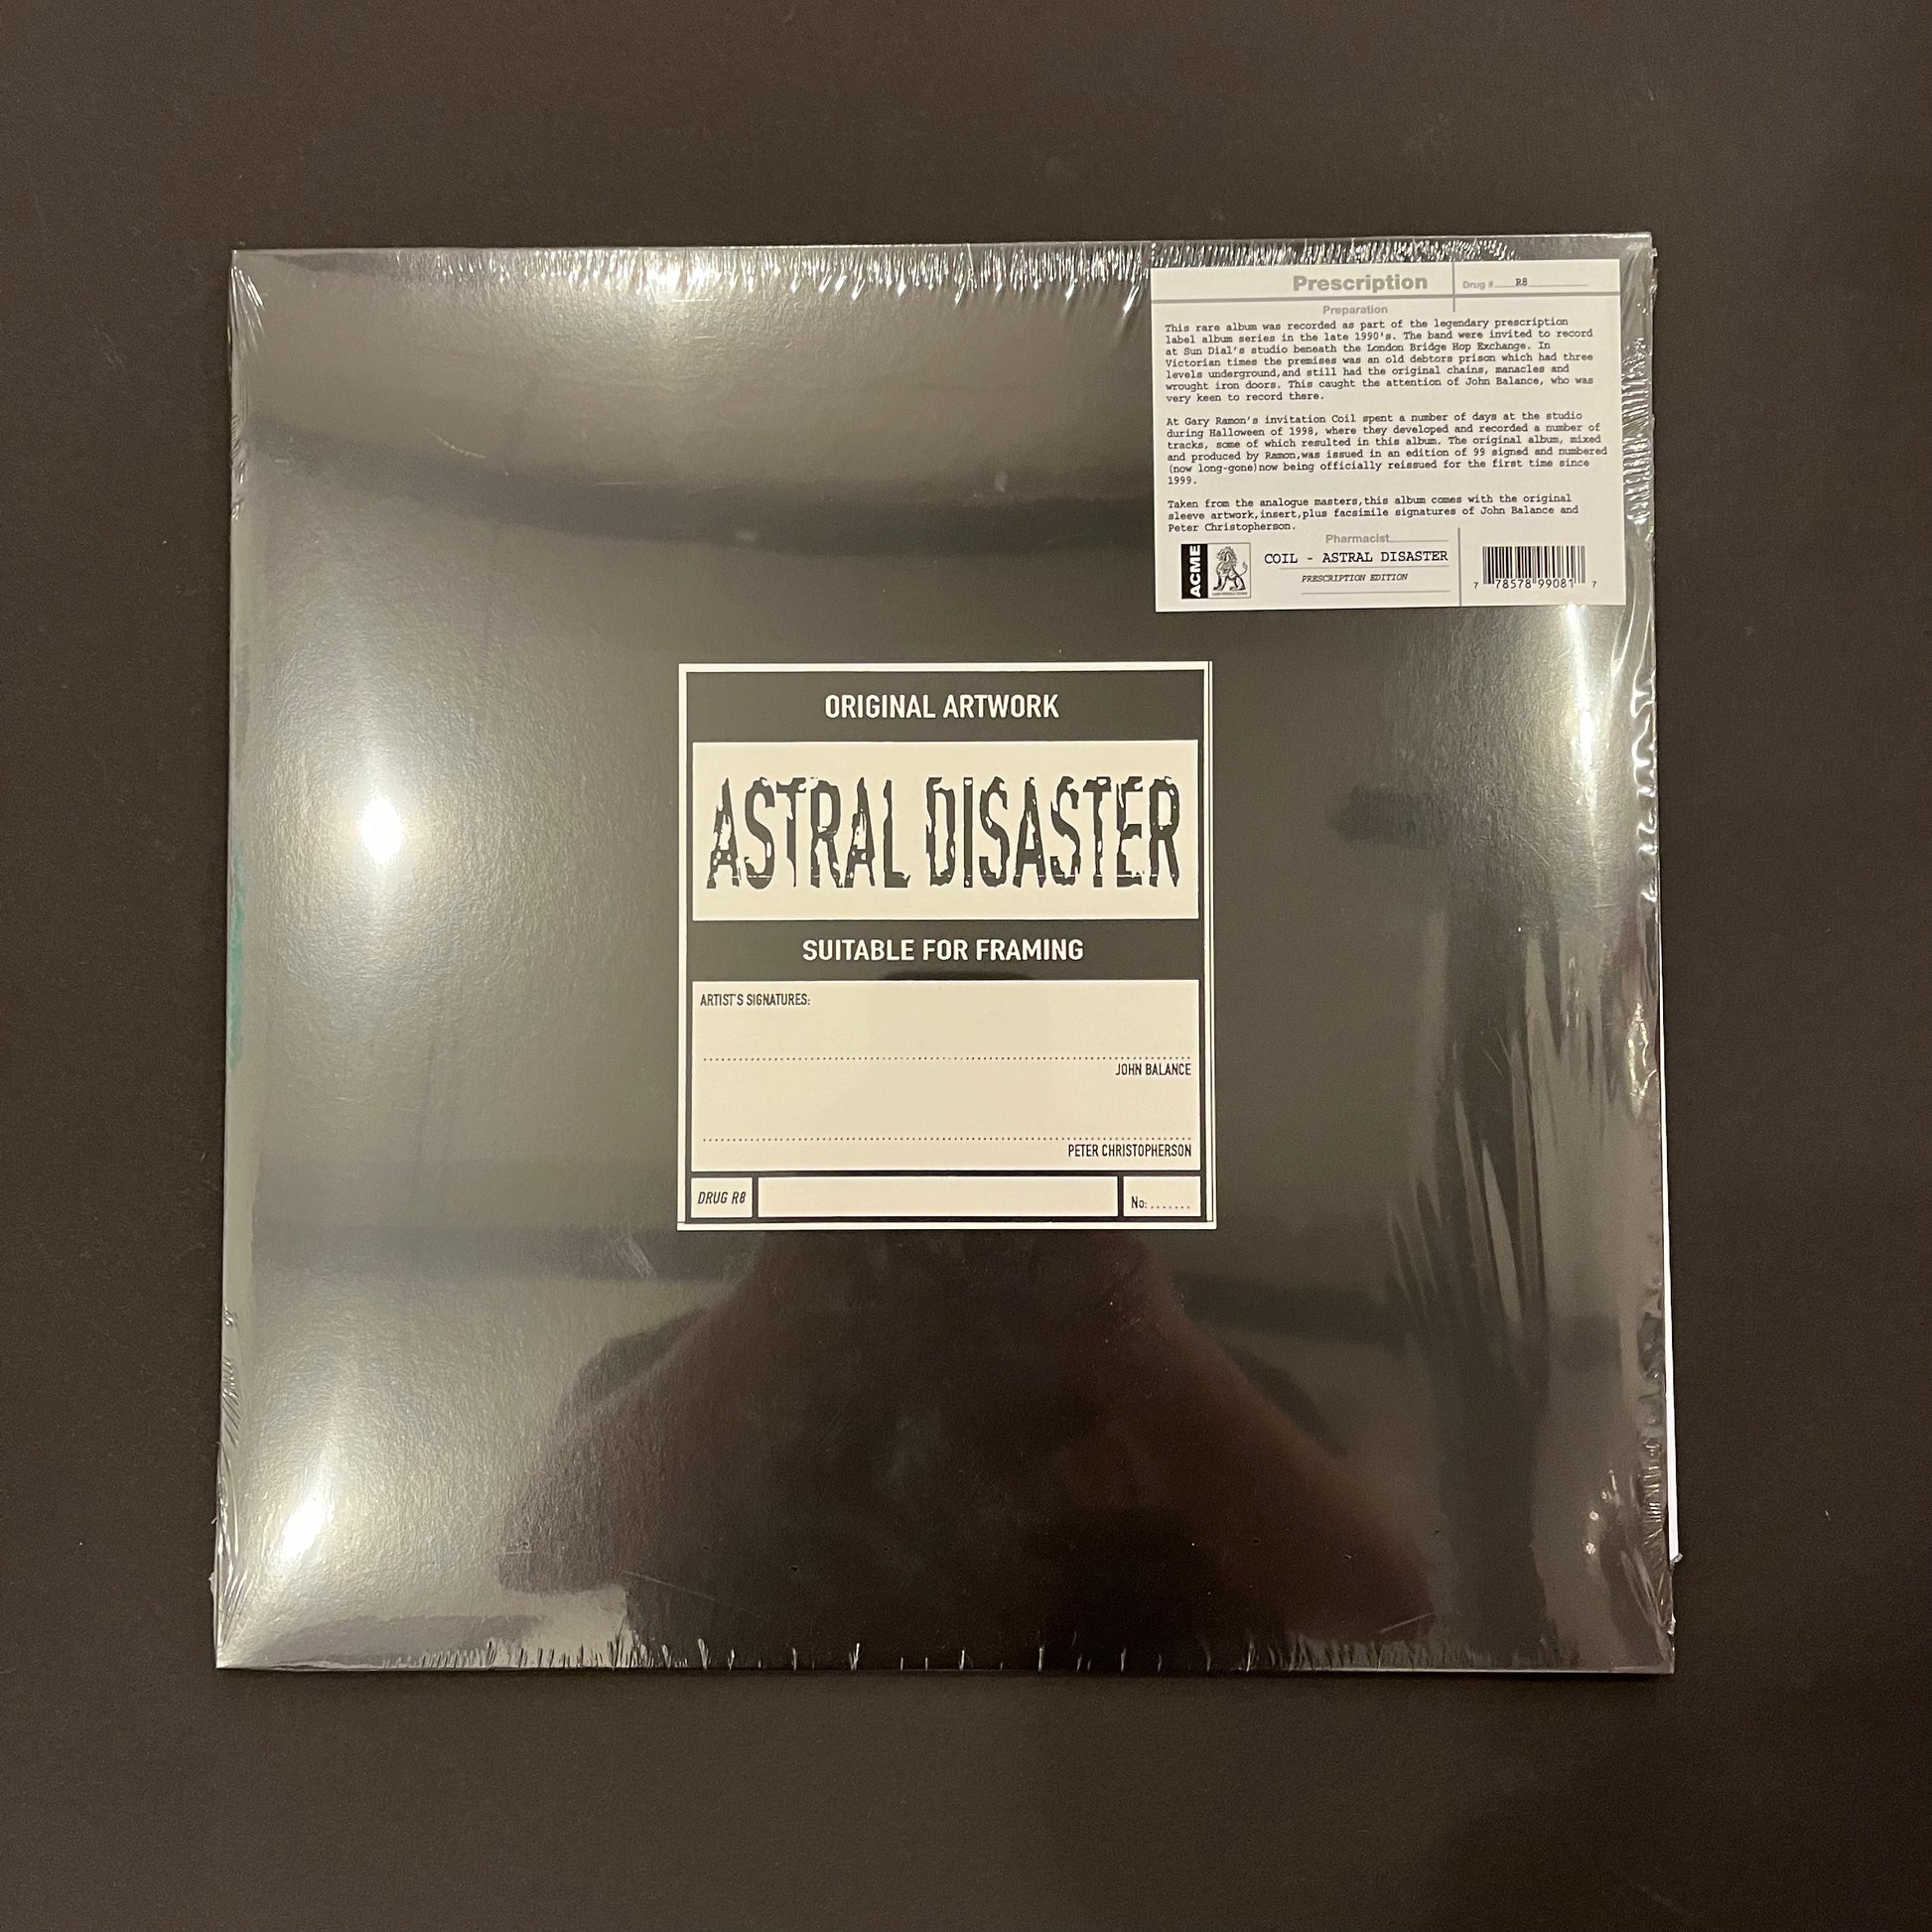 Prescription
Drug # R8
Preparation
This rare album was recorded as part of the legendary prescription
label album series in the late 1990's. The band were invited to record
at Sun Dial's studio beneath the London Bridge Hop Exchange. In
Victorian times the premises was an old debtors prison which had three
levels underground,and still had the original chains, manacles and
wrought iron doors. This caught the attention of John Balance, who was
very keen to record there.
At Gary Ramon's invitation Coil spent a number of days at the studio
during Halloween of 1998, where they developed and recorded a number of
tracks, some of which resulted in this album. The original album, mixed
and produced by Ramon,was issued in an edition of 99 signed and numbered
(now long-gone)now being officially reissued for the first time since
1999.
Taken from the analogue masters,this album comes with the original
sleeve artwork,insert,plus facsimile signatures of John Balance and
Peter Christopherson.
Pharmacist
ACME
COIL - ASTRAL DISASTER
PRESCRIPTION EDITION
7 78578 99081 7
ORIGINAL ARTWORK
ASTRAL DISASTER
SUITABLE FOR FRAMING
ARTIST'S SIGNATURES:
JOHN BALANCE
PETER CHRISTOPHERSON
DRUG R8
No:.......